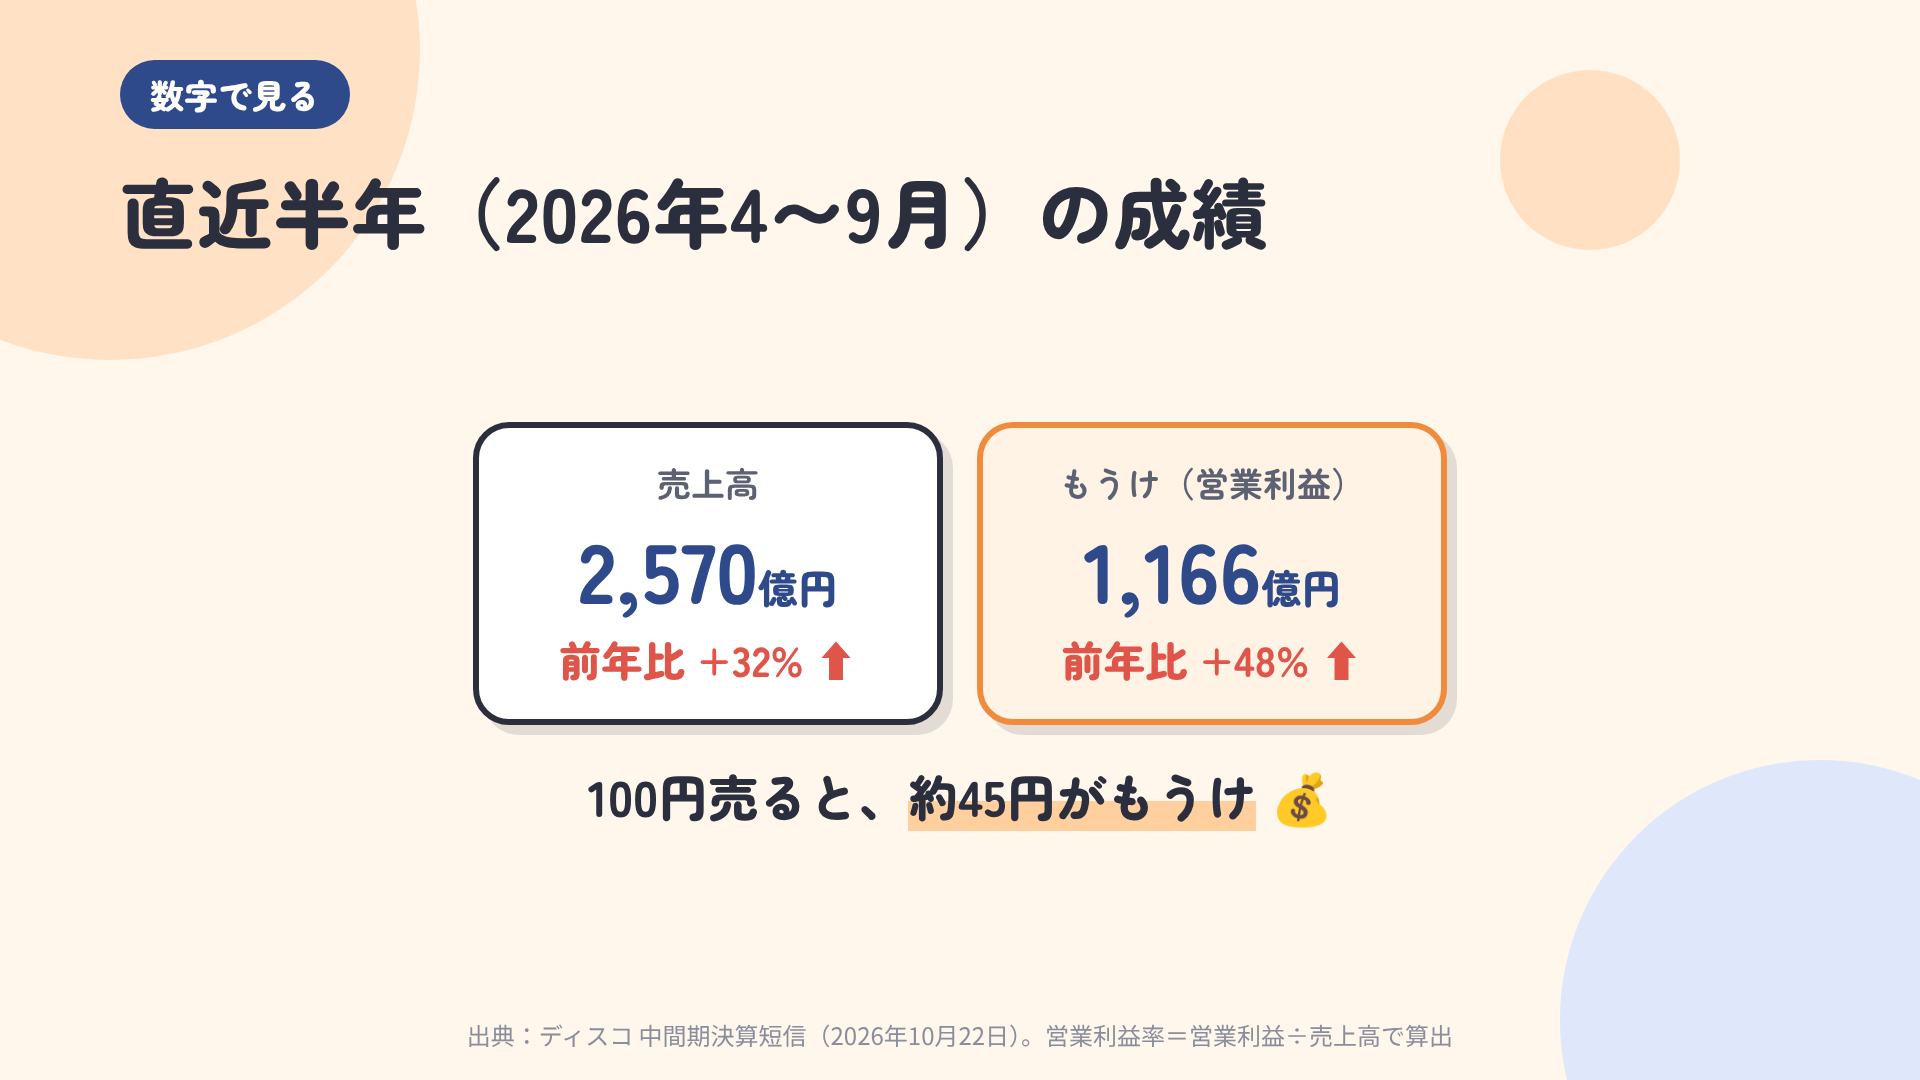 数字で見る
直近半年（2026年4〜9月）の成績
売上高
2,570億円
前年比 +32% ⬆
もうけ（営業利益）
1,166億円
前年比 +48% ⬆
100円売ると、約45円がもうけ 💰
出典：ディスコ 中間期決算短信（2026年10月22日）。営業利益率＝営業利益÷売上高で算出